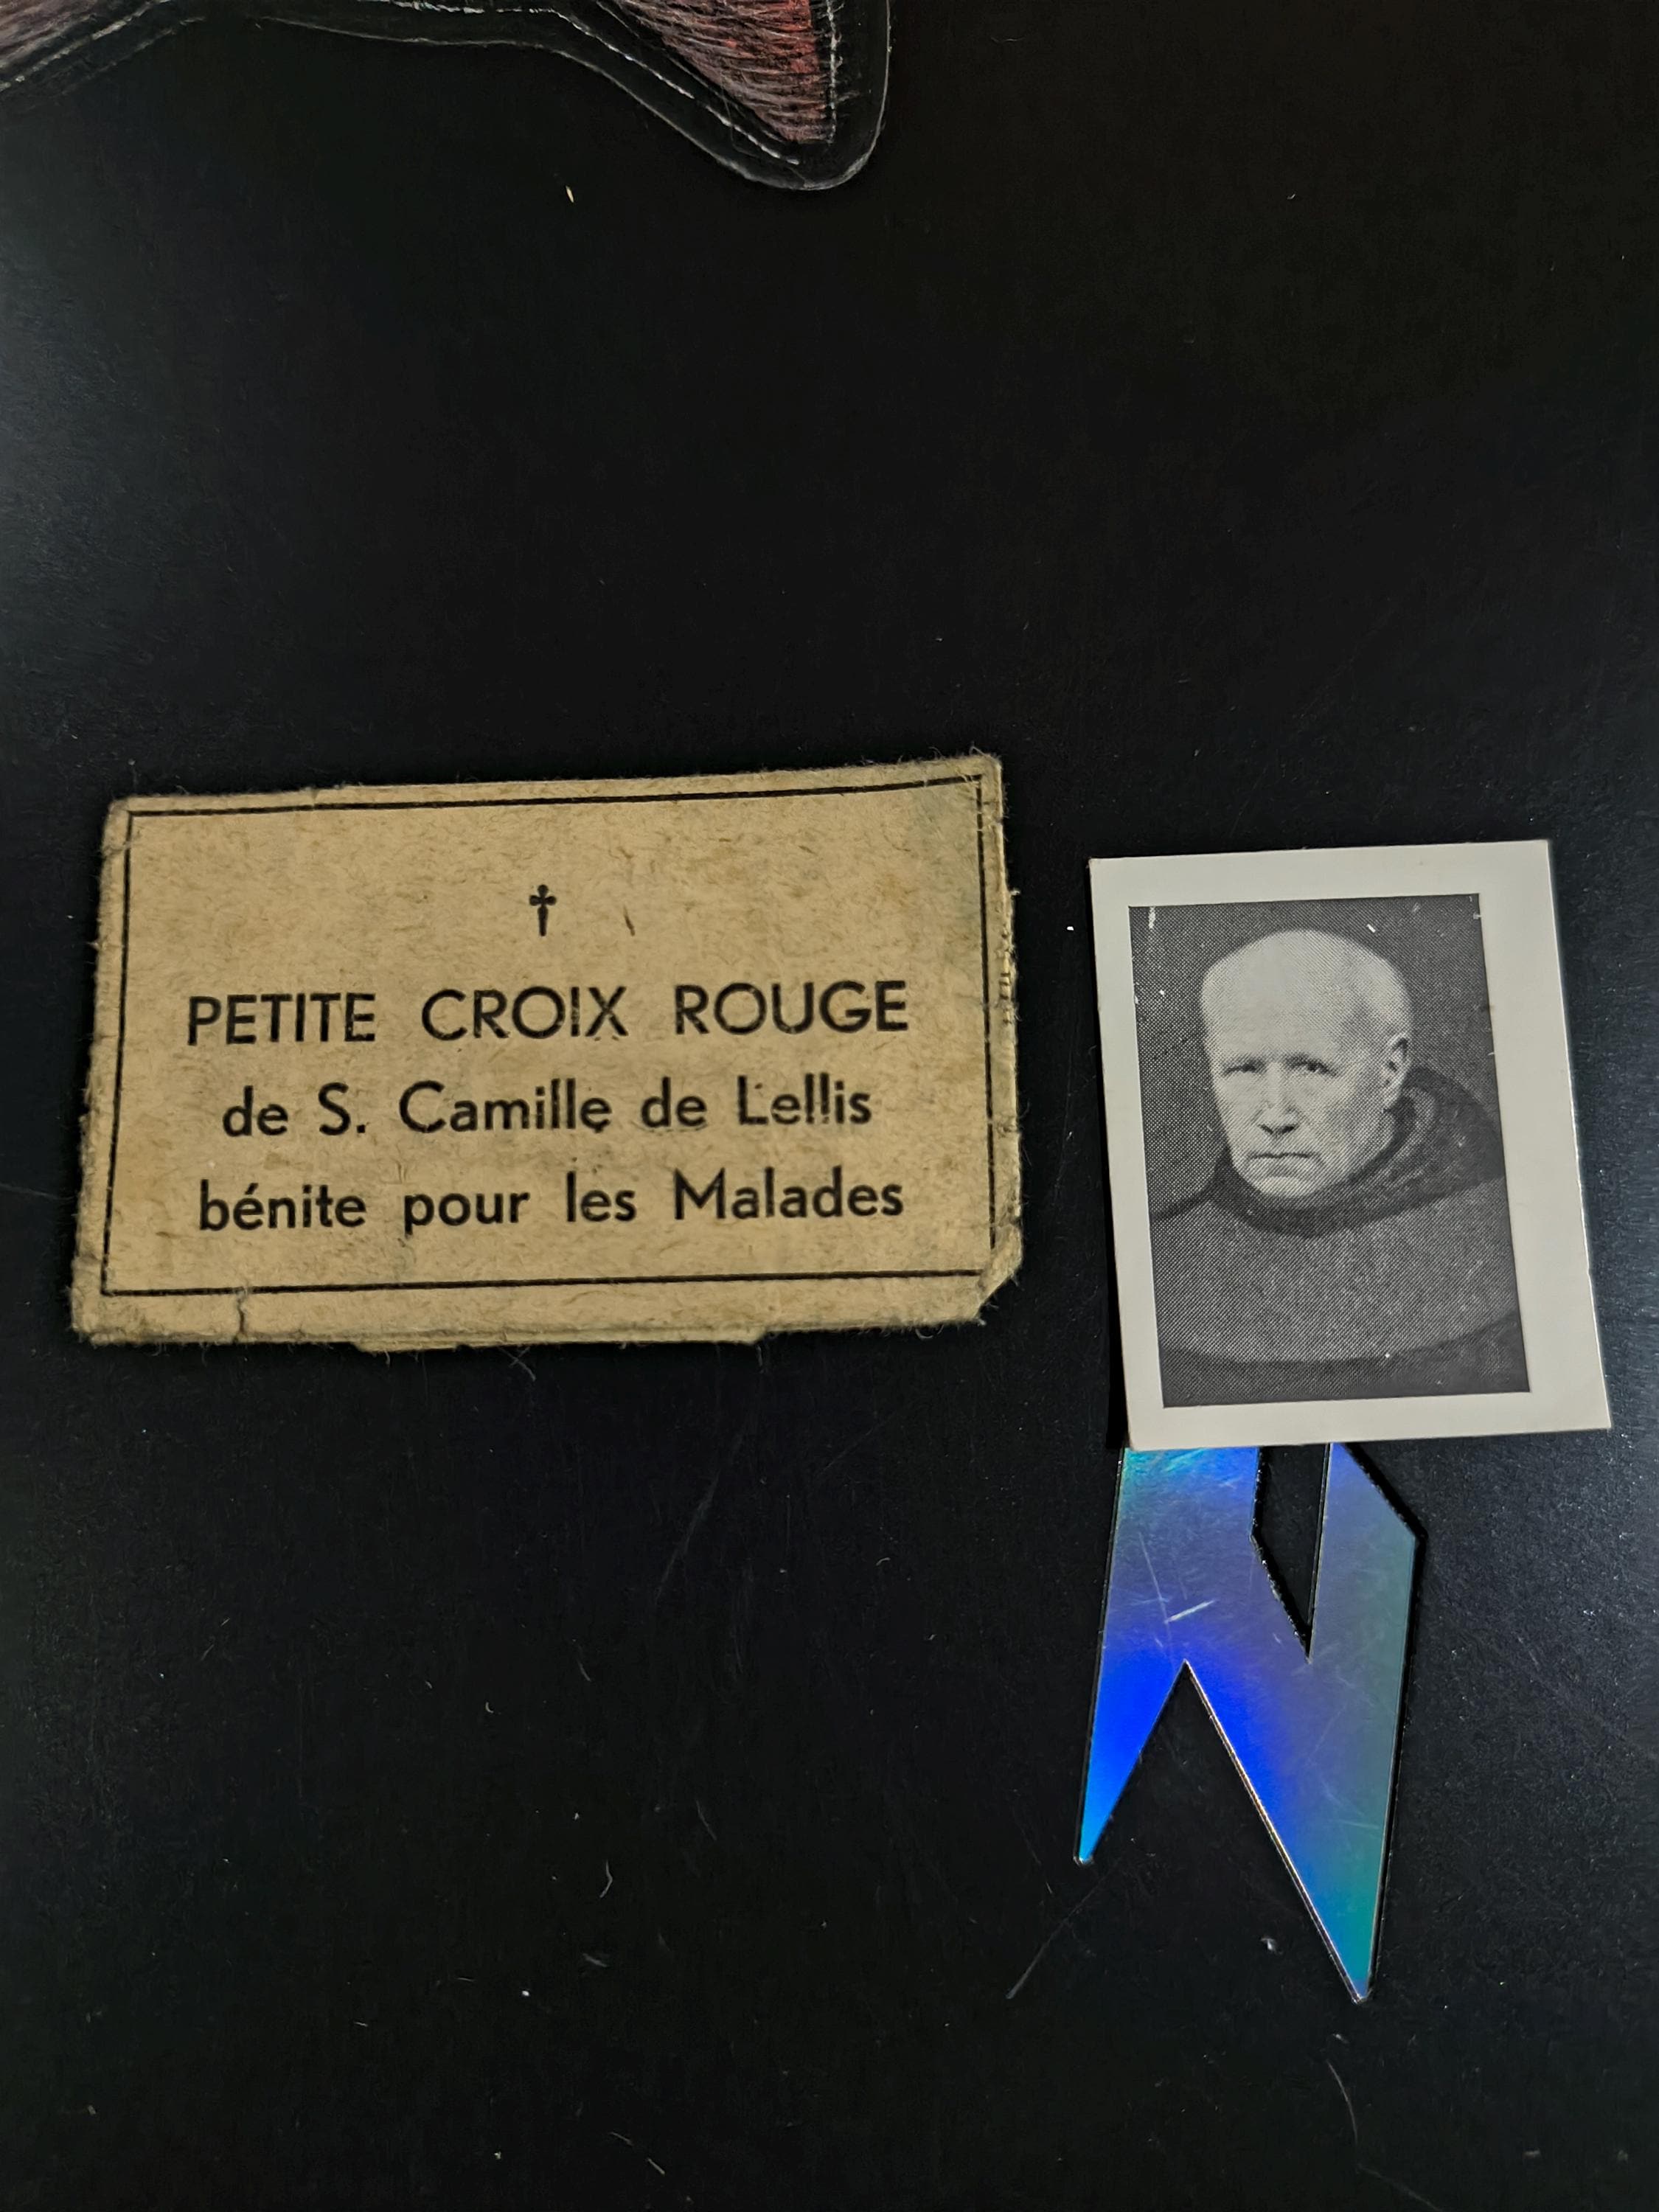 PETITE CROIX ROUGE
de S. Camille de Lellis
bénite pour les Malades